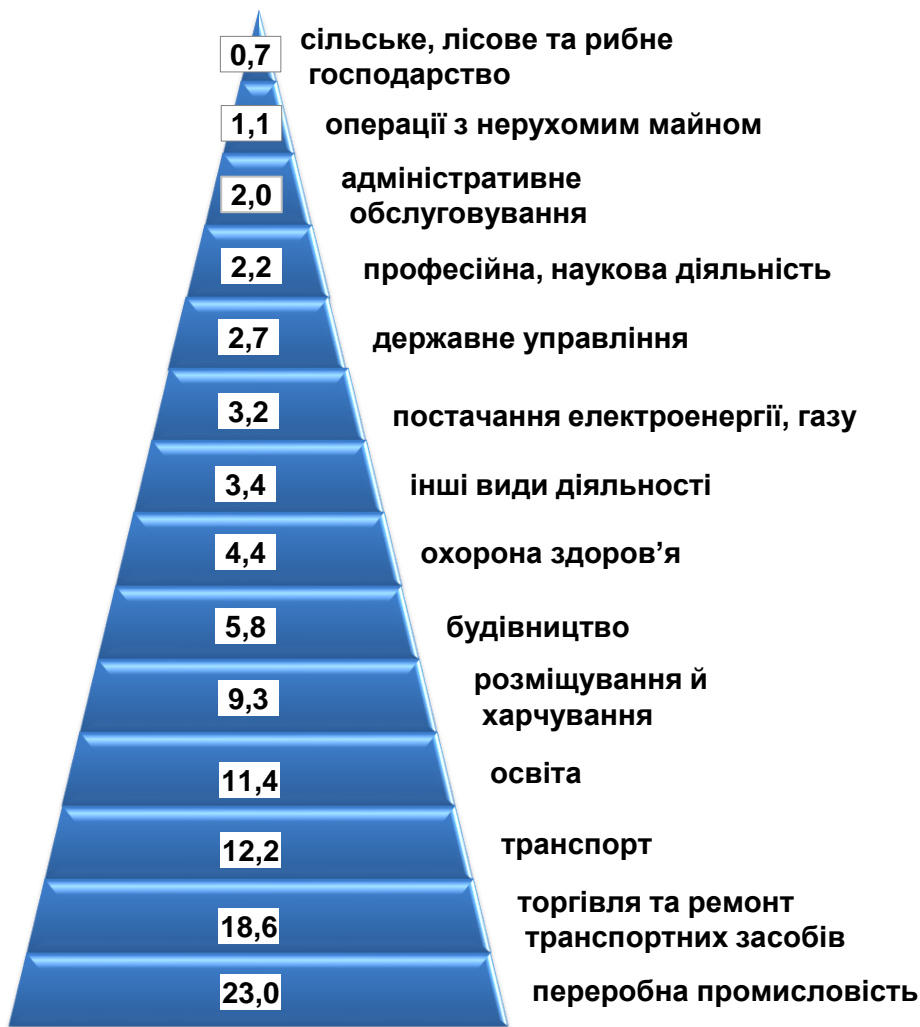 0,7
сільське, лісове та рибне
господарство
1,1
операції з нерухомим майном
2,0
адміністративне
обслуговування
2,2
професійна, наукова діяльність
2,7
державне управління
3,2
постачання електроенергії, газу
3,4
інші види діяльності
4,4
охорона здоров’я
5,8
будівництво
9,3
розміщування й
харчування
11,4
освіта
12,2
транспорт
18,6
торгівля та ремонт
транспортних засобів
23,0
переробна промисловість